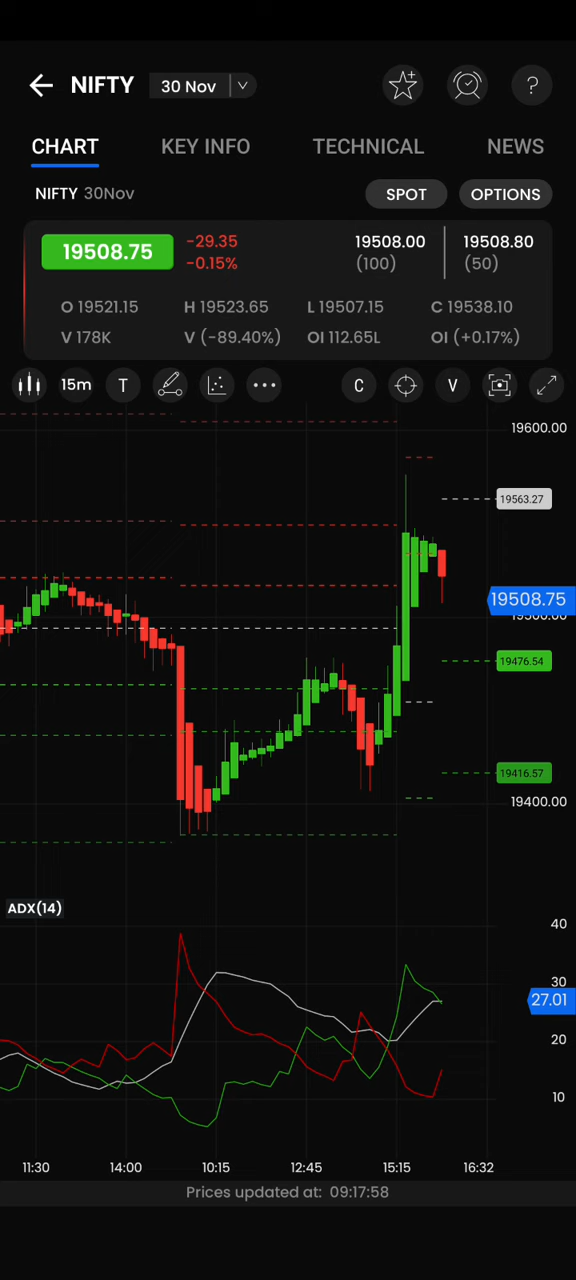 NIFTY 30 Nov
CHART KEY INFO TECHNICAL NEWS
NIFTY 30Nov SPOT OPTIONS
19508.75 -29.35 19508.00 19508.80
-0.15% (100) (50)
O 19521.15 H 19523.65 L 19507.15 C 19538.10
V 178K V (-89.40%) OI 112.65L OI (+0.17%)
15m T C V
19600.00
19563.27
19508.75
19500.00
19476.54
19416.57
19400.00
ADX(14)
40
30
27.01
20
10
11:30 14:00 10:15 12:45 15:15 16:32
Prices updated at: 09:17:58